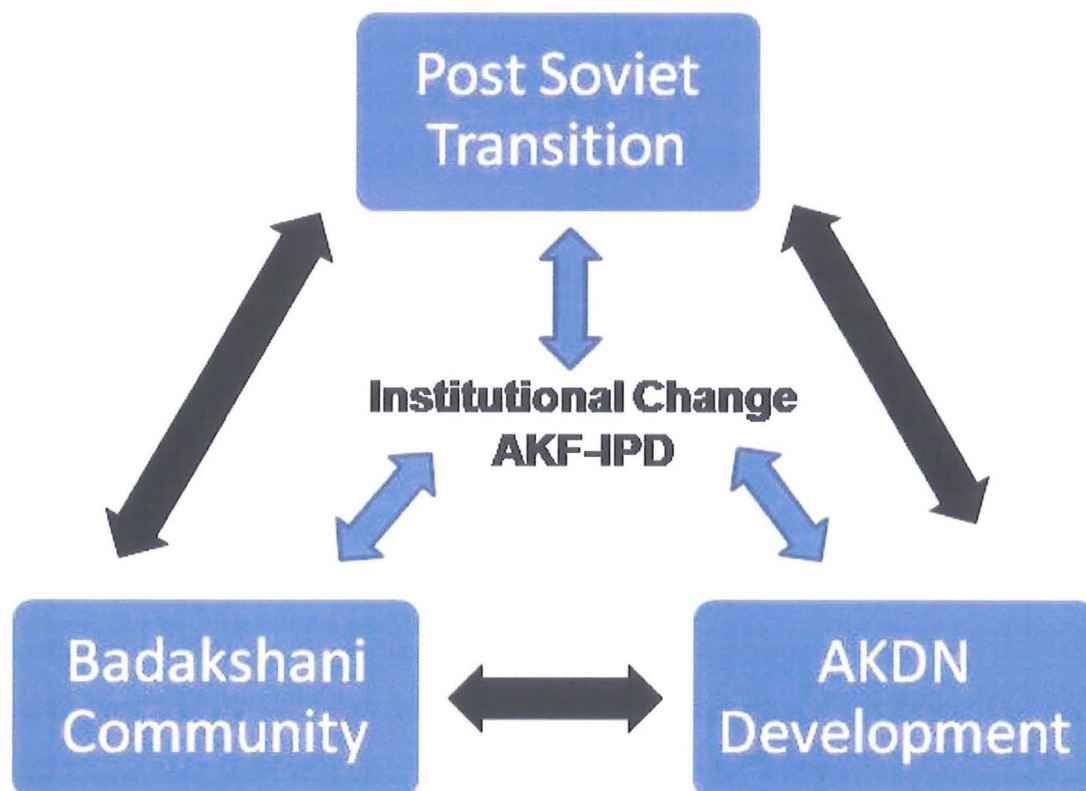 Post Soviet
Transition
Institutional Change
AKF-IPD
Badakshani
Community
AKDN
Development